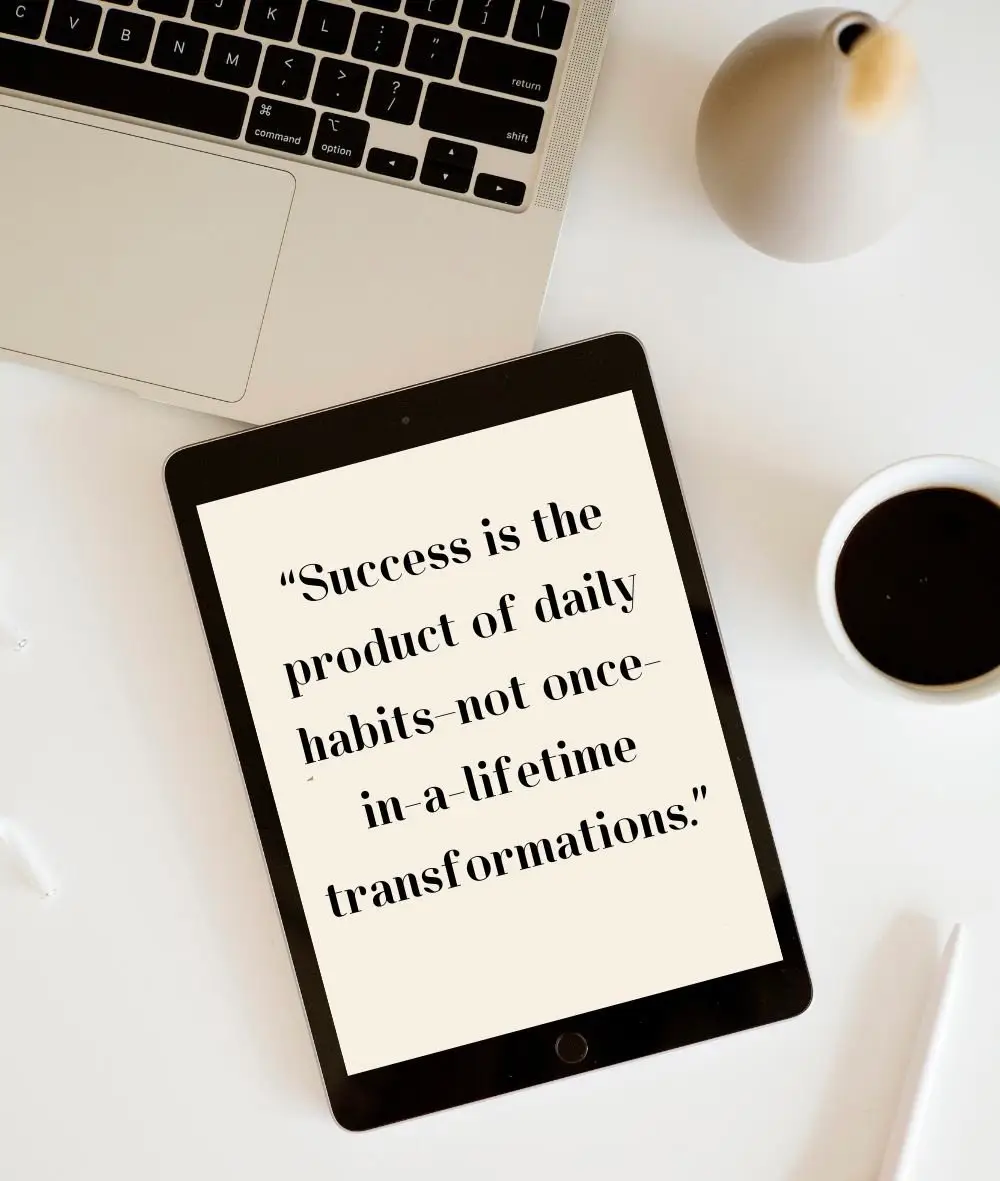 C V B N M < , > . ? /
J K L : ; " ' { [ } ] | \
return
shift
⌘ command
⌥ option
◀ ▲ ▼ ▶
“Success is the
product of daily
habits–not once–
in–a–lifetime
transformations.”